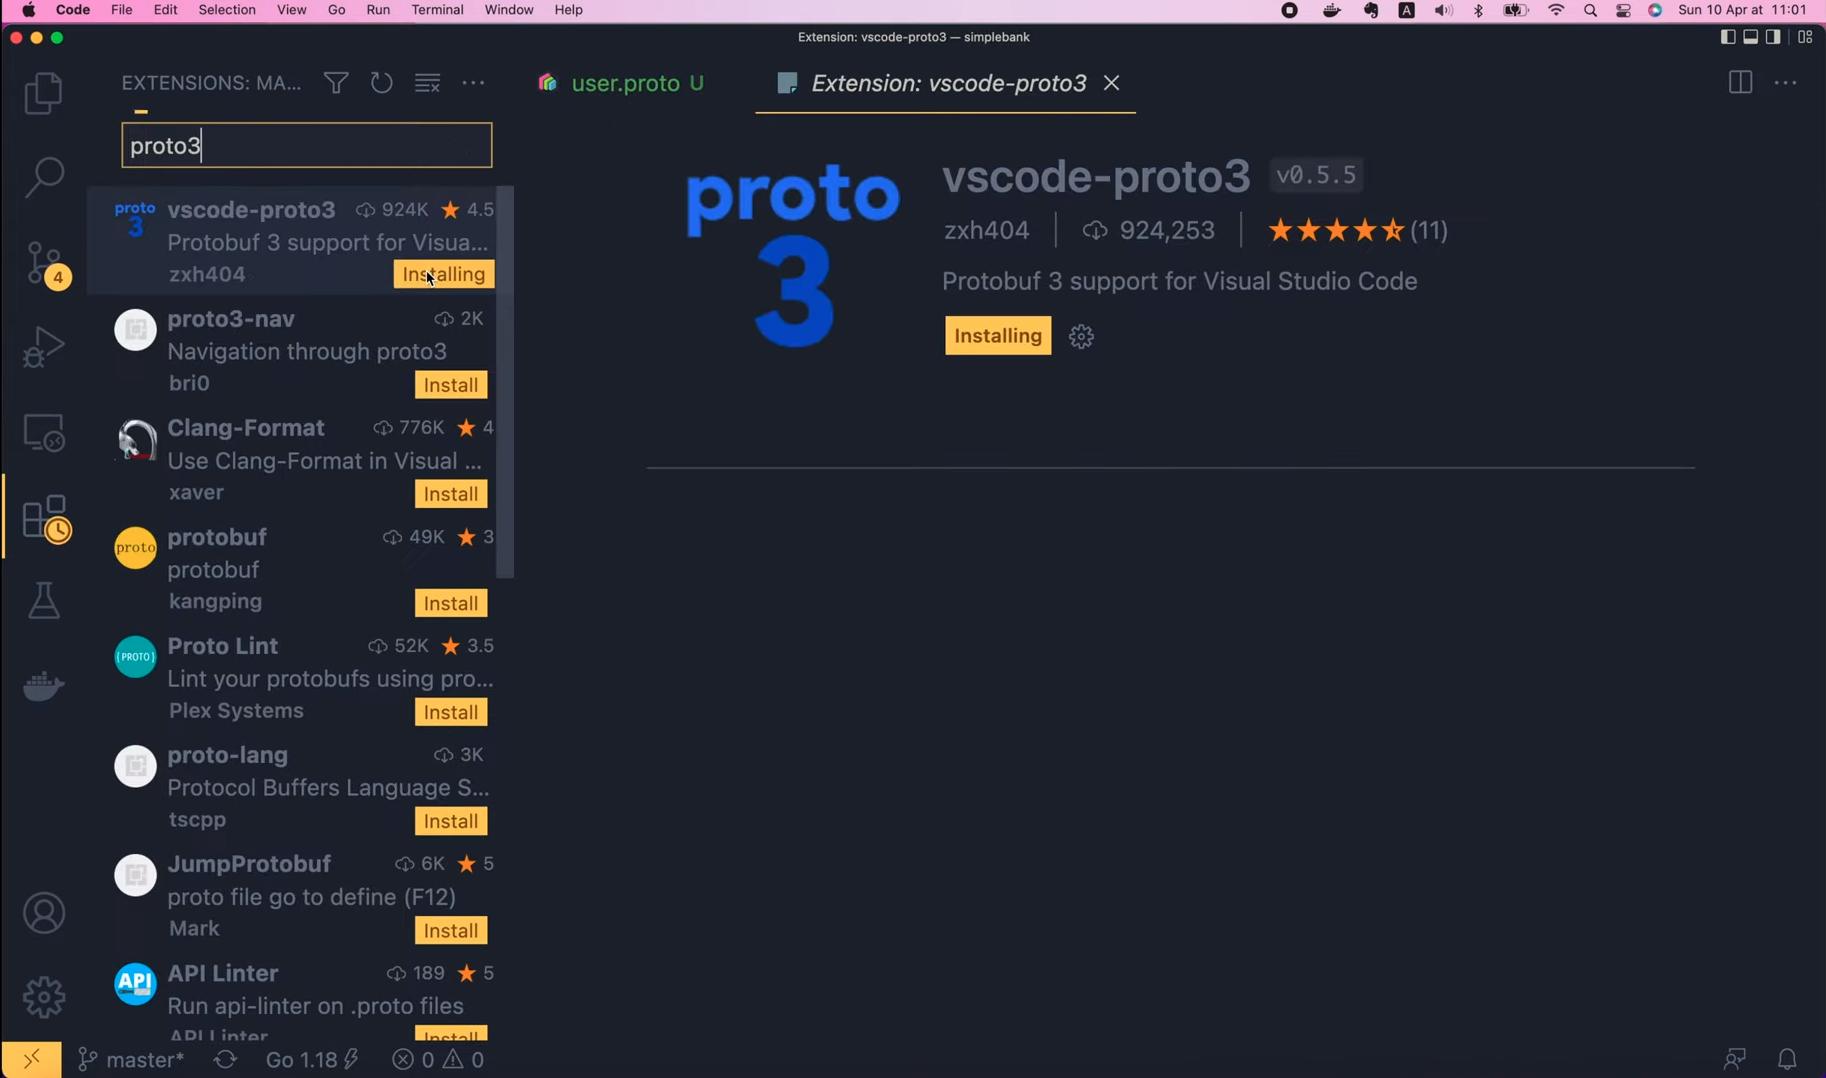 Code File Edit Selection View Go Run Terminal Window Help A Sun 10 Apr at 11:01
Extension: vscode-proto3 — simplebank
EXTENSIONS: MA... user.proto U Extension: vscode-proto3
proto3
proto 3
vscode-proto3 924K 4.5
Protobuf 3 support for Visua...
zxh404 Installing
proto3-nav 2K
Navigation through proto3
bri0 Install
Clang-Format 776K 4
Use Clang-Format in Visual ...
xaver Install
proto
protobuf 49K 3
protobuf
kangping Install
{PROTO}
Proto Lint 52K 3.5
Lint your protobufs using pro...
Plex Systems Install
proto-lang 3K
Protocol Buffers Language S...
tscpp Install
JumpProtobuf 6K 5
proto file go to define (F12)
Mark Install
API
API Linter 189 5
Run api-linter on .proto files
API Linter Install
proto
3
vscode-proto3 v0.5.5
zxh404 924,253 (11)
Protobuf 3 support for Visual Studio Code
Installing
4
master* Go 1.18 0 0